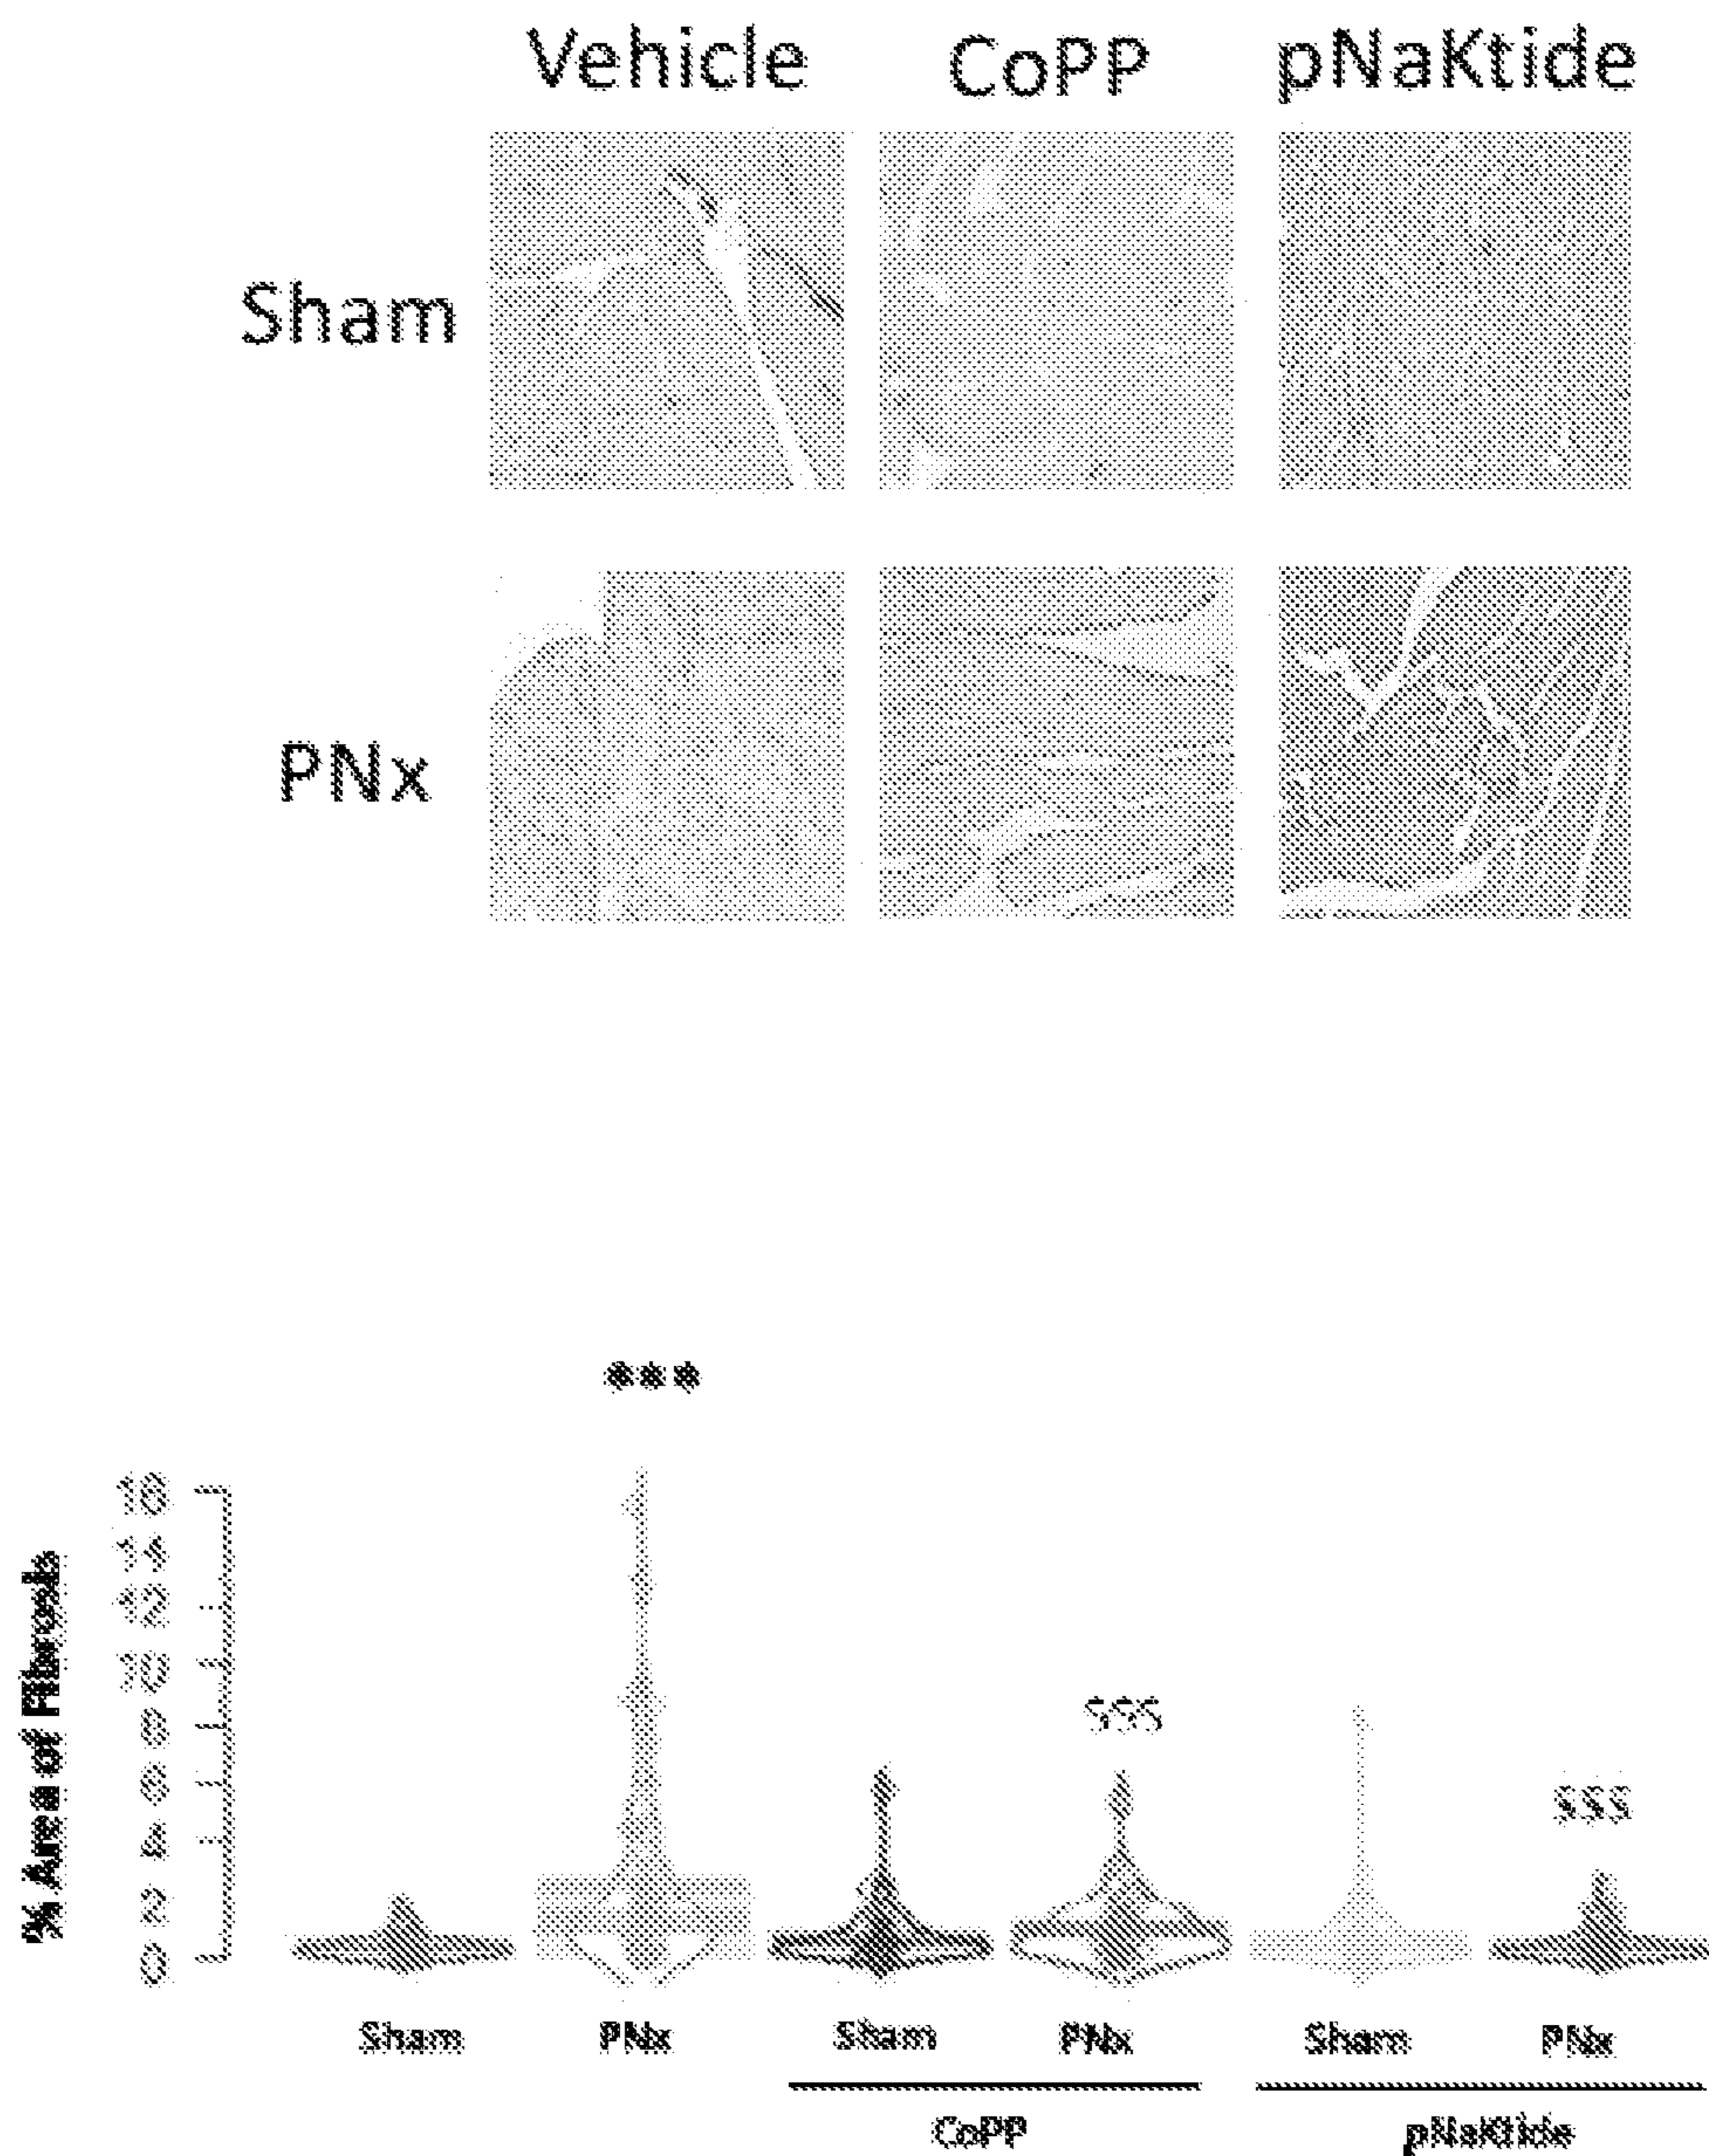 Vehicle CoPP pNaKtide
Sham
PNx
***
16
14
12
10
8
6
4
2
0
% Area of Fibrosis
§§§
§§§
Sham PNx Sham PNx Sham PNx
CoPP pNaKtide